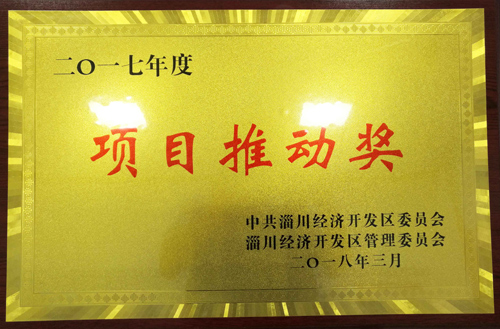 二〇一七年度
项目推动奖
中共淄川经济开发区委员会
淄川经济开发区管理委员会
二〇一八年三月